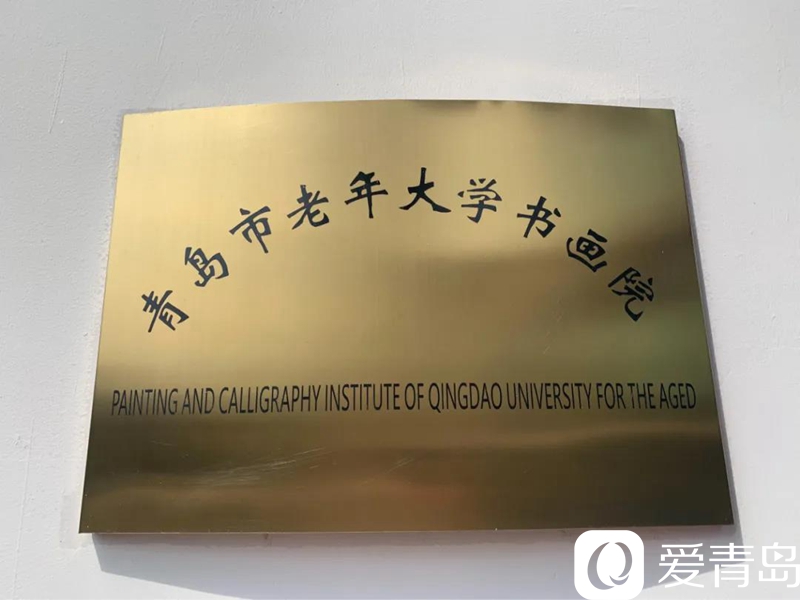 青岛市老年大学书画院
PAINTING AND CALLIGRAPHY INSTITUTE OF QINGDAO UNIVERSITY FOR THE AGED
爱青岛